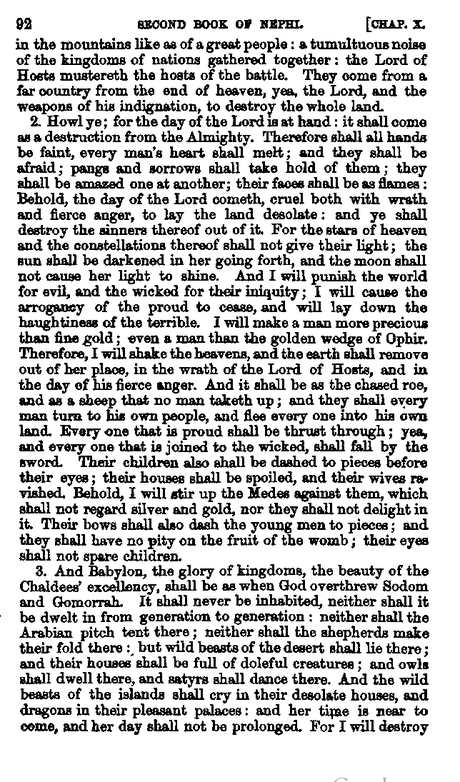 92 SECOND BOOK OF NEPHI. [CHAP. X.
in the mountains like as of a great people : a tumultuous noise
of the kingdoms of nations gathered together : the Lord of
Hosts mustereth the hosts of the battle. They come from a
far country from the end of heaven, yea, the Lord, and the
weapons of his indignation, to destroy the whole land.
2. Howl ye; for the day of the Lord is at hand : it shall come
as a destruction from the Almighty. Therefore shall all hands
be faint, every man's heart shall melt; and they shall be
afraid; pangs and sorrows shall take hold of them; they
shall be amazed one at another; their faces shall be as flames :
Behold, the day of the Lord cometh, cruel both with wrath
and fierce anger, to lay the land desolate : and ye shall
destroy the sinners thereof out of it. For the stars of heaven
and the constellations thereof shall not give their light; the
sun shall be darkened in her going forth, and the moon shall
not cause her light to shine. And I will punish the world
for evil, and the wicked for their iniquity; I will cause the
arrogancy of the proud to cease, and will lay down the
haughtiness of the terrible. I will make a man more precious
than fine gold; even a man than the golden wedge of Ophir.
Therefore, I will shake the heavens, and the earth shall remove
out of her place, in the wrath of the Lord of Hosts, and in
the day of his fierce anger. And it shall be as the chased roe,
and as a sheep that no man taketh up; and they shall every
man turn to his own people, and flee every one into his own
land. Every one that is proud shall be thrust through; yea,
and every one that is joined to the wicked, shall fall by the
sword. Their children also shall be dashed to pieces before
their eyes; their houses shall be spoiled, and their wives ra-
vished. Behold, I will stir up the Medes against them, which
shall not regard silver and gold, nor they shall not delight in
it. Their bows shall also dash the young men to pieces; and
they shall have no pity on the fruit of the womb; their eyes
shall not spare children.
3. And Babylon, the glory of kingdoms, the beauty of the
Chaldees' excellency, shall be as when God overthrew Sodom
and Gomorrah. It shall never be inhabited, neither shall it
be dwelt in from generation to generation : neither shall the
Arabian pitch tent there; neither shall the shepherds make
their fold there : but wild beasts of the desert shall lie there;
and their houses shall be full of doleful creatures; and owls
shall dwell there, and satyrs shall dance there. And the wild
beasts of the islands shall cry in their desolate houses, and
dragons in their pleasant palaces : and her time is near to
come, and her day shall not be prolonged. For I will destroy